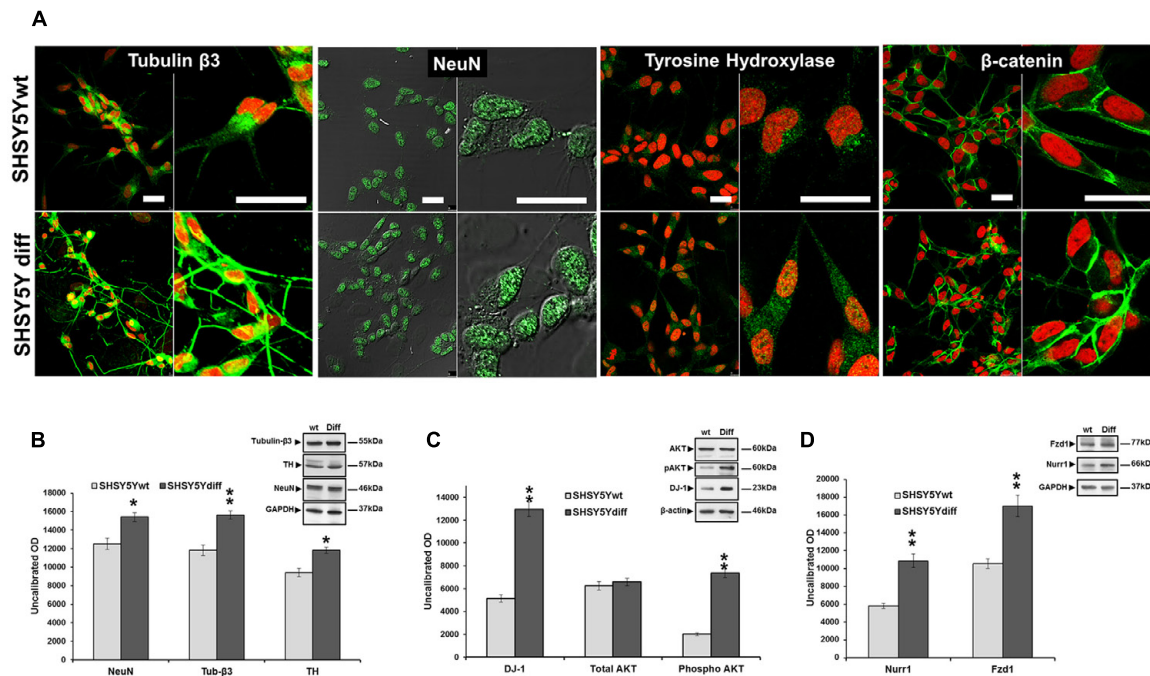 A
Tubulin β3
NeuN
Tyrosine Hydroxylase
β-catenin
SHSY5Ywt
SHSY5Y diff
B
wt Diff
Tubulin-β3 55kDa
TH 57kDa
NeuN 46kDa
GAPDH 37kDa
SHSY5Ywt SHSY5Ydiff
Uncalibrated OD
18000
16000
14000
12000
10000
8000
6000
4000
2000
0
*
**
*
NeuN Tub-β3 TH
C
wt Diff
AKT 60kDa
pAKT 60kDa
DJ-1 23kDa
β-actin 46kDa
SHSY5Ywt
SHSY5Ydiff
Uncalibrated OD
14000
12000
10000
8000
6000
4000
2000
0
**
**
DJ-1 Total AKT Phospho AKT
D
wt Diff
Fzd1 77kD
Nurr1 66kD
GAPDH 37kD
SHSY5Ywt
SHSY5Ydiff
Uncalibrated OD
20000
18000
16000
14000
12000
10000
8000
6000
4000
2000
0
**
**
Nurr1 Fzd1